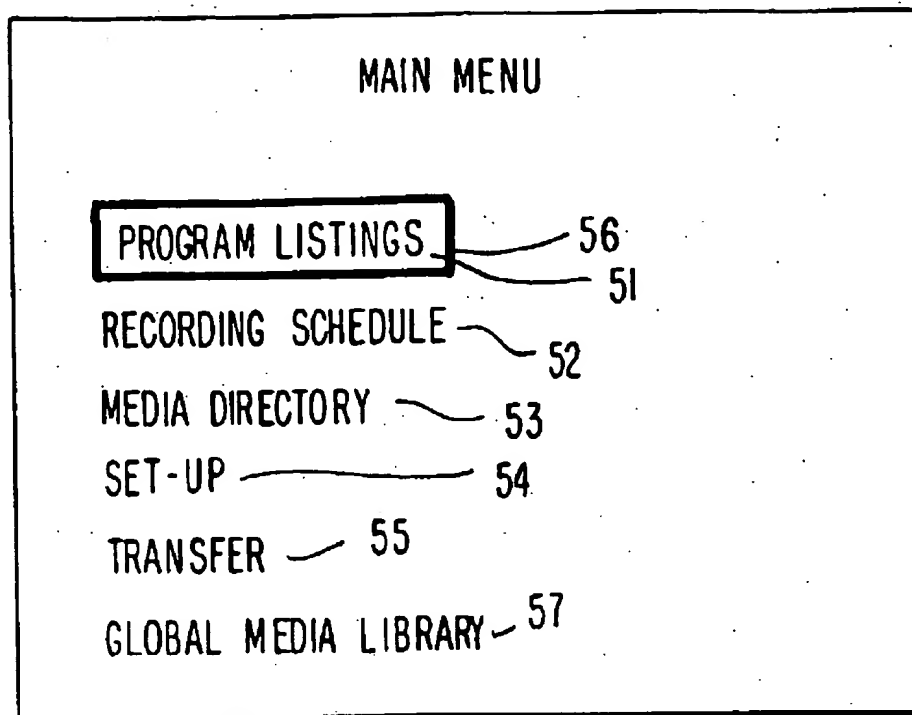 MAIN MENU
PROGRAM LISTINGS 56
51
RECORDING SCHEDULE 52
MEDIA DIRECTORY 53
SET-UP 54
TRANSFER 55
GLOBAL MEDIA LIBRARY 57